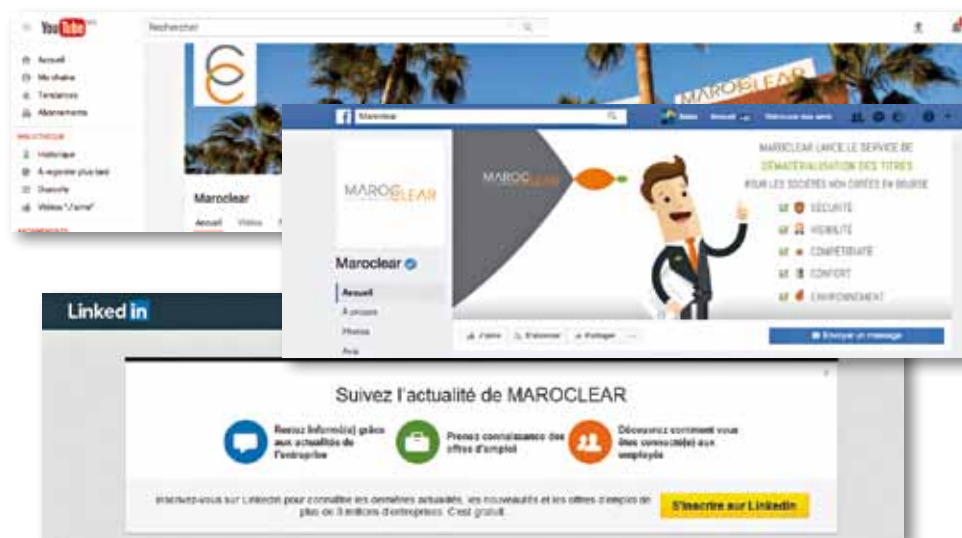 YouTube MA
Rechercher
Accueil
Ma chaîne
Tendances
Abonnements
BIBLIOTHÈQUE
Historique
À regarder plus tard
Vidéos "J'aime"
ABONNEMENTS
MAROCLEAR
Maroclear
Accueil Vidéos
Maroclear
Accueil
Retrouver des amis
MAROCLEAR
Maroclear
Accueil
À propos
Photos
Avis
MAROCLEAR
MAROCLEAR LANCE LE SERVICE DE
DÉMATÉRIALISATION DES TITRES
POUR LES SOCIÉTÉS NON COTÉES EN BOURSE
SÉCURITÉ
VISIBILITÉ
COMPÉTITIVITÉ
CONFORT
ENVIRONNEMENT
J'aime S'abonner Partager ...
Envoyer un message
Linked in
Suivez l'actualité de MAROCLEAR
Restez informé(e) grâce
aux actualités de
l'entreprise
Prenez connaissance des
offres d'emploi
Découvrez comment vous
êtes connecté(e) aux
employés
Inscrivez-vous sur LinkedIn pour connaître les dernières actualités, les nouveautés et les offres d'emploi de
plus de 3 millions d'entreprises. C'est gratuit
S'inscrire sur LinkedIn